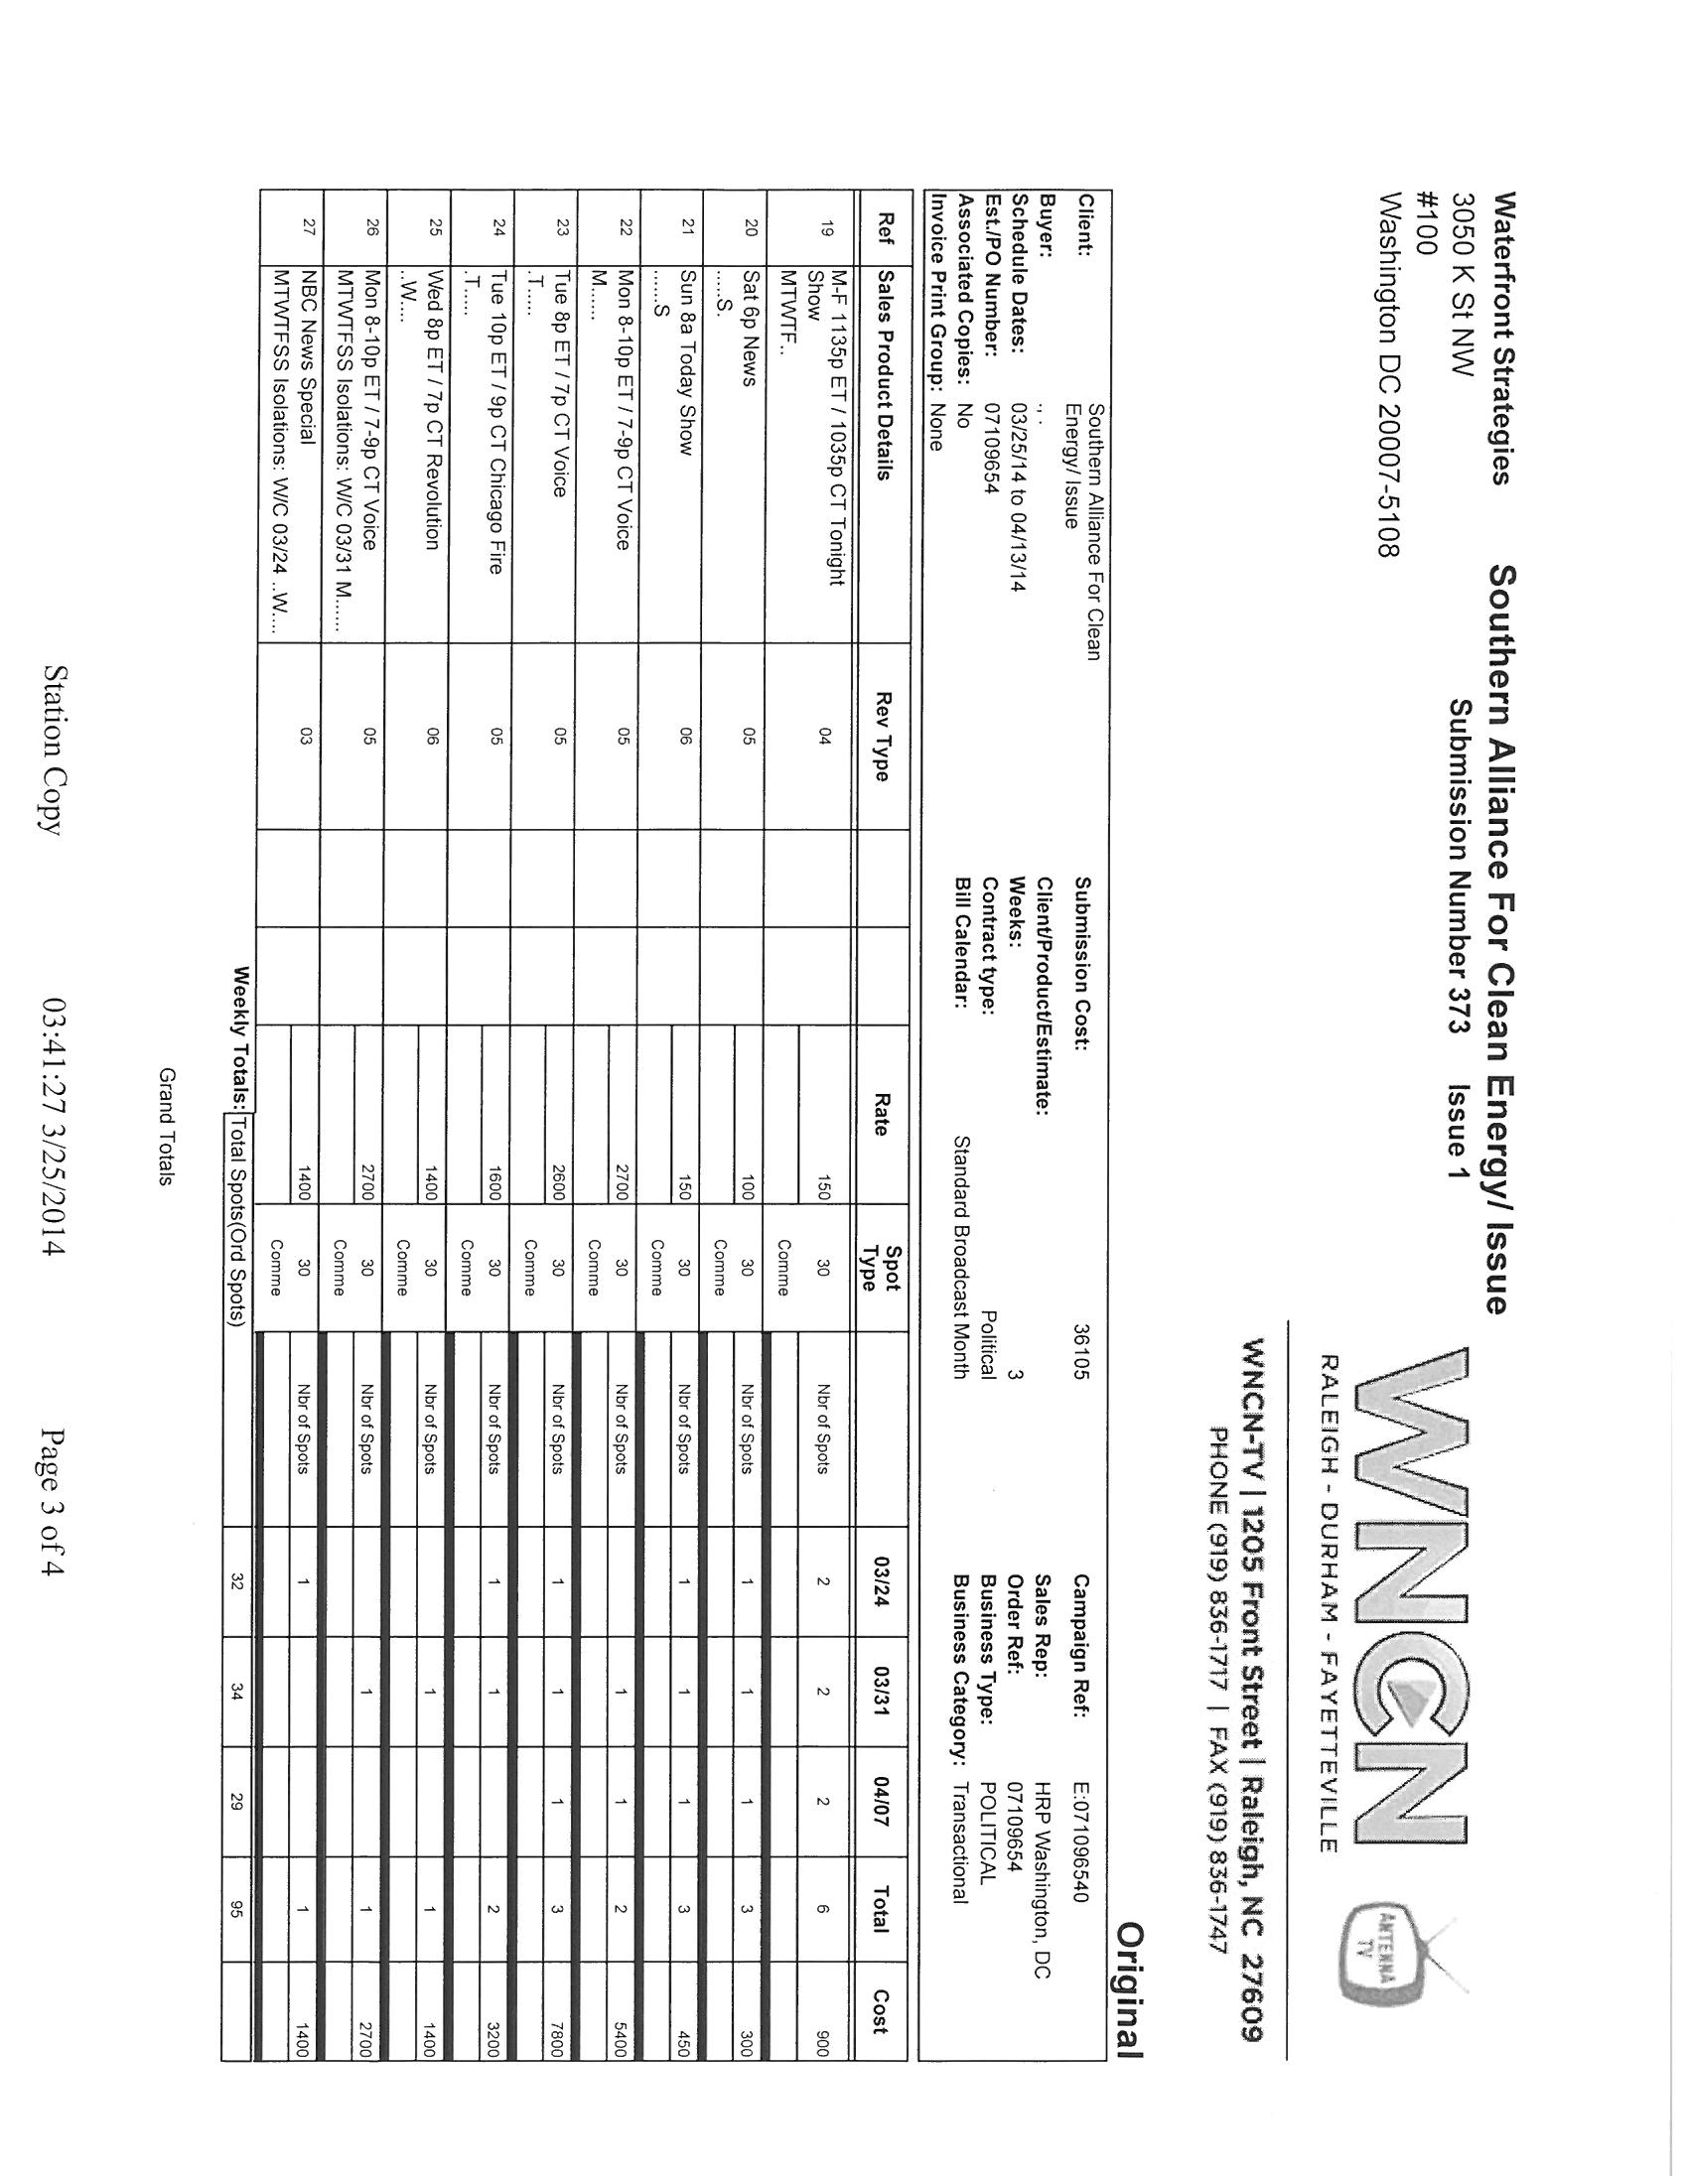 Waterfront Strategies
3050 K St NW
#100
Washington DC 20007-5108
Southern Alliance For Clean Energy/ Issue
Submission Number 373 Issue 1
WNCN
RALEIGH - DURHAM - FAYETTEVILLE
ANTENNA
TV
WNCN-TV | 1205 Front Street | Raleigh, NC 27609
PHONE (919) 836-1717 | FAX (919) 836-1747
Original
Client: Southern Alliance For Clean
Energy/ Issue
Buyer: ., .
Schedule Dates: 03/25/14 to 04/13/14
Est./PO Number: 07109654
Associated Copies: No
Invoice Print Group: None
Submission Cost: 36105
Client/Product/Estimate:
Weeks: 3
Contract type: Political
Bill Calendar: Standard Broadcast Month
Campaign Ref: E:071096540
Sales Rep: HRP Washington, DC
Order Ref: 07109654
Business Type: POLITICAL
Business Category: Transactional
Ref Sales Product Details Rev Type Rate Spot Type 03/24 03/31 04/07 Total Cost
19 M-F 1135p ET / 1035p CT Tonight 04 150 30 Nbr of Spots 2 2 2 6 900
Show
MTWTF.. Comme
20 Sat 6p News 05 100 30 Nbr of Spots 1 1 1 3 300
.....S. Comme
21 Sun 8a Today Show 06 150 30 Nbr of Spots 1 1 1 3 450
......S Comme
22 Mon 8-10p ET / 7-9p CT Voice 05 2700 30 Nbr of Spots 1 1 2 5400
M...... Comme
23 Tue 8p ET / 7p CT Voice 05 2600 30 Nbr of Spots 1 1 1 3 7800
.T..... Comme
24 Tue 10p ET / 9p CT Chicago Fire 05 1600 30 Nbr of Spots 1 1 2 3200
.T..... Comme
25 Wed 8p ET / 7p CT Revolution 06 1400 30 Nbr of Spots 1 1 1400
..W.... Comme
26 Mon 8-10p ET / 7-9p CT Voice 05 2700 30 Nbr of Spots 1 1 2700
MTWTFSS Isolations: W/C 03/31 M...... Comme
27 NBC News Special 03 1400 30 Nbr of Spots 1 1 1400
MTWTFSS Isolations: W/C 03/24 ..W.... Comme
Weekly Totals: Total Spots(Ord Spots) 32 34 29 95
Grand Totals
Station Copy 03:41:27 3/25/2014 Page 3 of 4